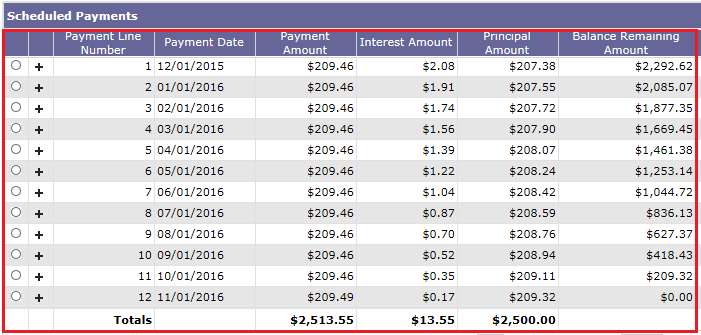 Scheduled Payments
Payment Line Number Payment Date Payment Amount Interest Amount Principal Amount Balance Remaining Amount
+ 1 12/01/2015 $209.46 $2.08 $207.38 $2,292.62
+ 2 01/01/2016 $209.46 $1.91 $207.55 $2,085.07
+ 3 02/01/2016 $209.46 $1.74 $207.72 $1,877.35
+ 4 03/01/2016 $209.46 $1.56 $207.90 $1,669.45
+ 5 04/01/2016 $209.46 $1.39 $208.07 $1,461.38
+ 6 05/01/2016 $209.46 $1.22 $208.24 $1,253.14
+ 7 06/01/2016 $209.46 $1.04 $208.42 $1,044.72
+ 8 07/01/2016 $209.46 $0.87 $208.59 $836.13
+ 9 08/01/2016 $209.46 $0.70 $208.76 $627.37
+ 10 09/01/2016 $209.46 $0.52 $208.94 $418.43
+ 11 10/01/2016 $209.46 $0.35 $209.11 $209.32
+ 12 11/01/2016 $209.49 $0.17 $209.32 $0.00
Totals $2,513.55 $13.55 $2,500.00